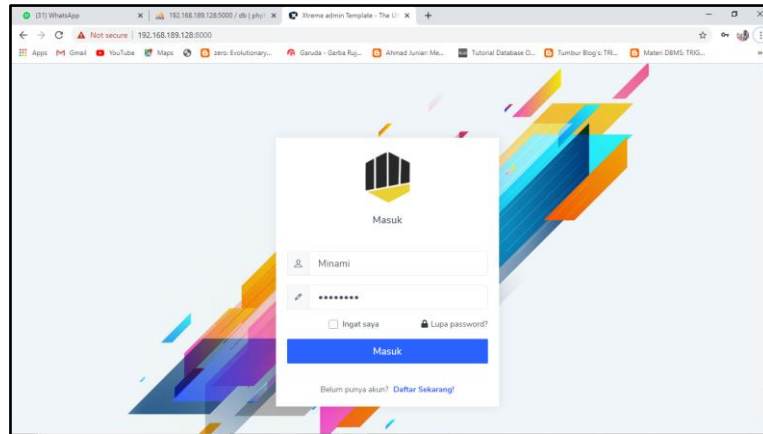 (31) WhatsApp
192.168.189.128:5000 / db | php
Xtreme admin Template - The Ul
Not secure | 192.168.189.128:6000
Apps
Gmail
YouTube
Maps
zero: Evolutionary...
Garuda - Garba Ruj...
Ahmad Junian: Me...
Tutorial Database O...
Tumbur Blog's: TRI...
Materi DBMS: TRIG...
Masuk
Minami
••••••••
Ingat saya
Lupa password?
Masuk
Belum punya akun? Daftar Sekarang!